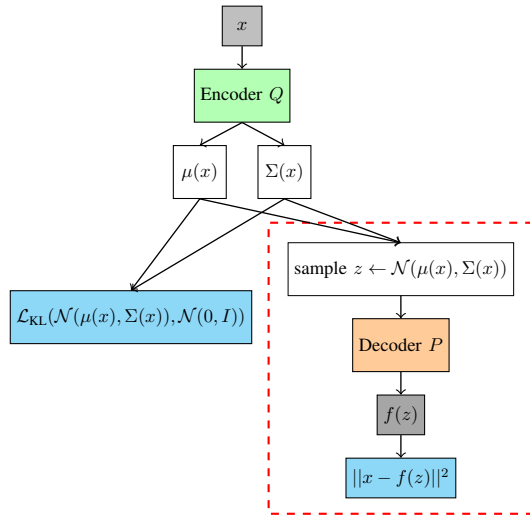 x
Encoder Q
μ(x)
Σ(x)
sample z ← 𝒩(μ(x), Σ(x))
ℒ_KL(𝒩(μ(x), Σ(x)), 𝒩(0, I))
Decoder P
f(z)
||x − f(z)||²